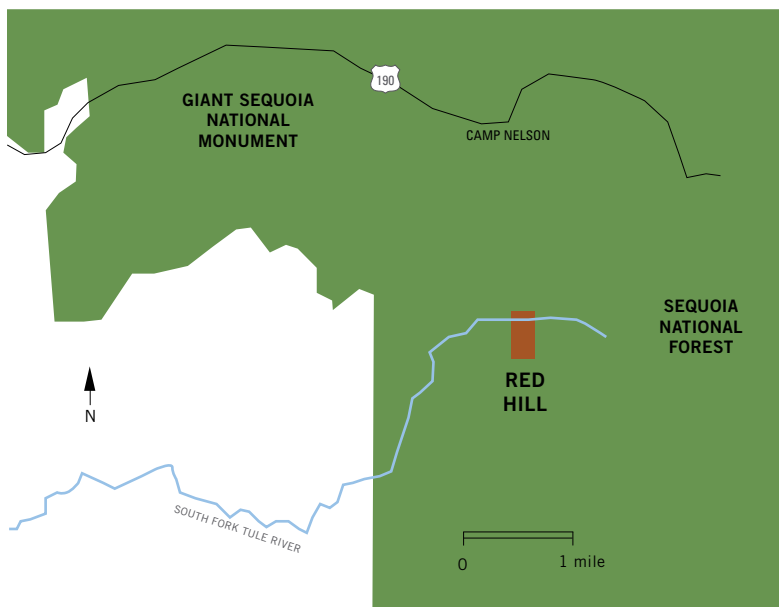 190
GIANT SEQUOIA
NATIONAL
MONUMENT
CAMP NELSON
SEQUOIA
NATIONAL
FOREST
RED
HILL
N
SOUTH FORK TULE RIVER
0
1 mile